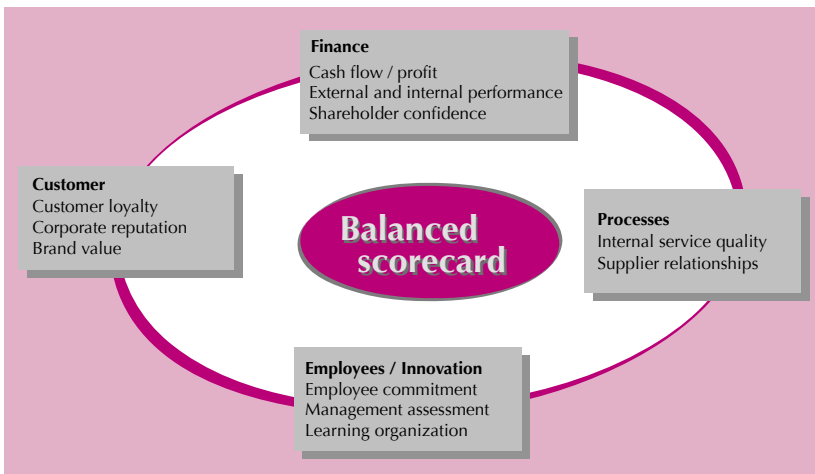 Finance
Cash flow / profit
External and internal performance
Shareholder confidence
Customer
Customer loyalty
Corporate reputation
Brand value
Balanced
scorecard
Processes
Internal service quality
Supplier relationships
Employees / Innovation
Employee commitment
Management assessment
Learning organization